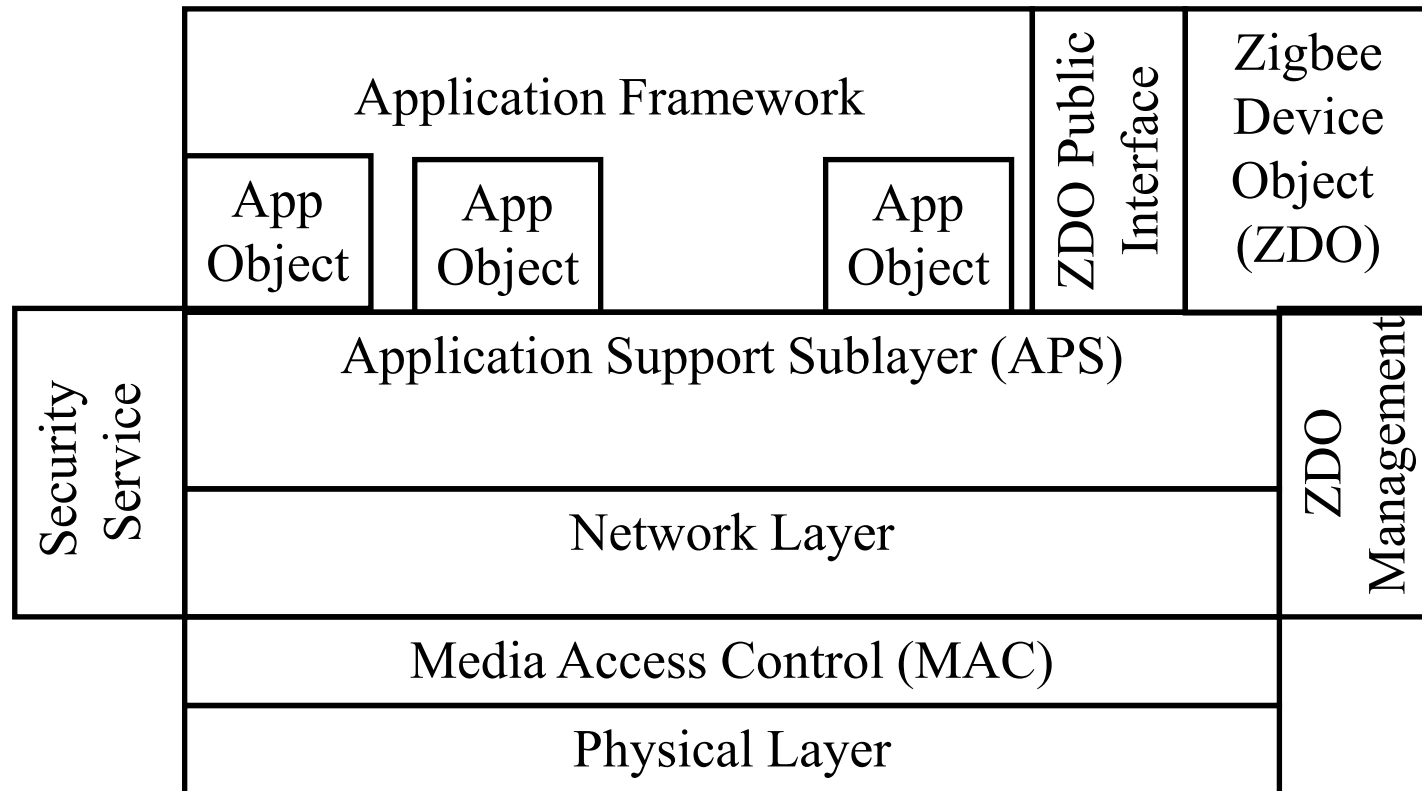 Application Framework
ZDO Public
Interface
Zigbee
Device
Object
(ZDO)
App
Object
App
Object
App
Object
Security
Service
Application Support Sublayer (APS)
ZDO
Management
Network Layer
Media Access Control (MAC)
Physical Layer